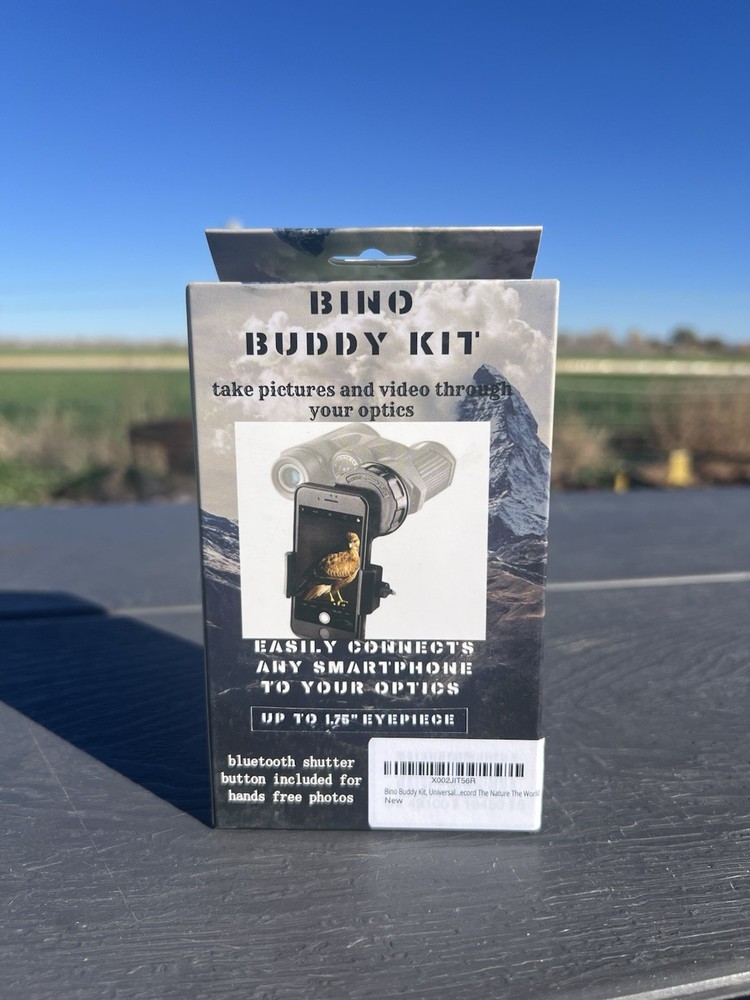 BINO
BUDDY KIT
take pictures and video through
your optics
EASILY CONNECTS
ANY SMARTPHONE
TO YOUR OPTICS
UP TO 1.75" EYEPIECE
bluetooth shutter
button included for
hands free photos
X002JIT56R
Bino Buddy Kit, Universal...ecord The Nature The World
New